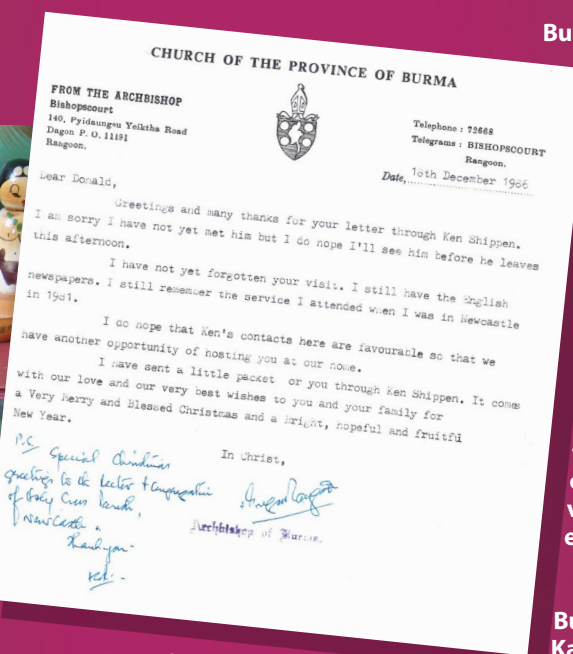 Bu
CHURCH OF THE PROVINCE OF BURMA
FROM THE ARCHBISHOP
Bishopscourt
140, Pyidaungsu Yeiktha Road
Dagon P. O. 11191
Rangoon.
Telephone : 72668
Telegrams : BISHOPSCOURT
Rangoon.
Date, 18th December 1986
Dear Donald,
Greetings and many thanks for your letter through Ken Shippen.
I am sorry I have not yet met him but I do hope I'll see him before he leaves
this afternoon.
I have not yet forgotten your visit. I still have the English
newspapers. I still remember the service I attended when I was in Newcastle
in 1981.
I do hope that Ken's contacts here are favourable so that we
have another opportunity of hosting you at our home.
I have sent a little packet or you through Ken Shippen. It comes
with our love and our very best wishes to you and your family for
a Very Merry and Blessed Christmas and a bright, hopeful and fruitful
New Year.
In Christ,
Archbishop of Burma.
P.S. Special Christmas
greetings to the Rector + Congregation
of Holy Cross Parish,
Newcastle.
Thank you
e
Bu
Ka